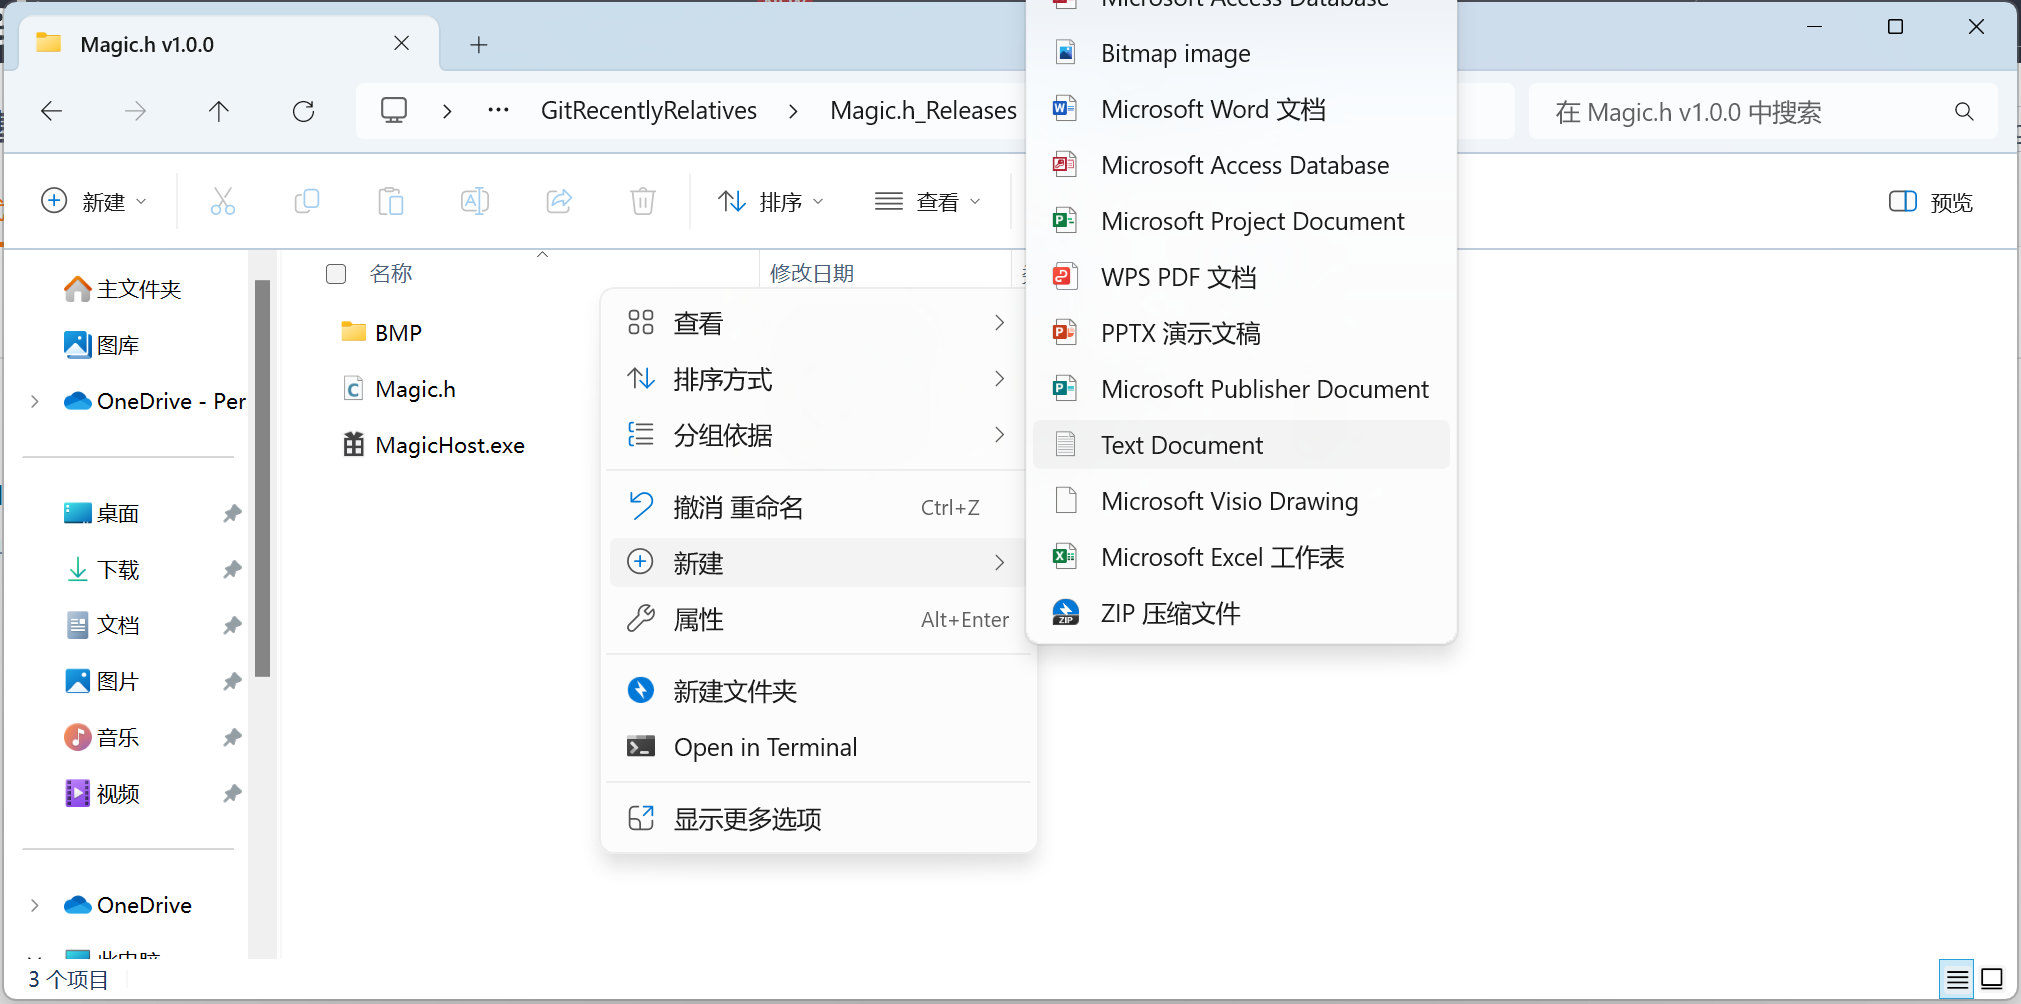 Magic.h v1.0.0
GitRecentlyRelatives
Magic.h_Releases
在 Magic.h v1.0.0 中搜索
新建
排序
查看
预览
名称
修改日期
主文件夹
图库
OneDrive - Per
桌面
下载
文档
图片
音乐
视频
OneDrive
此电脑
BMP
Magic.h
MagicHost.exe
查看
排序方式
分组依据
撤消 重命名 Ctrl+Z
新建
属性 Alt+Enter
新建文件夹
Open in Terminal
显示更多选项
Microsoft Access Database
Bitmap image
Microsoft Word 文档
Microsoft Access Database
Microsoft Project Document
WPS PDF 文档
PPTX 演示文稿
Microsoft Publisher Document
Text Document
Microsoft Visio Drawing
Microsoft Excel 工作表
ZIP 压缩文件
3 个项目